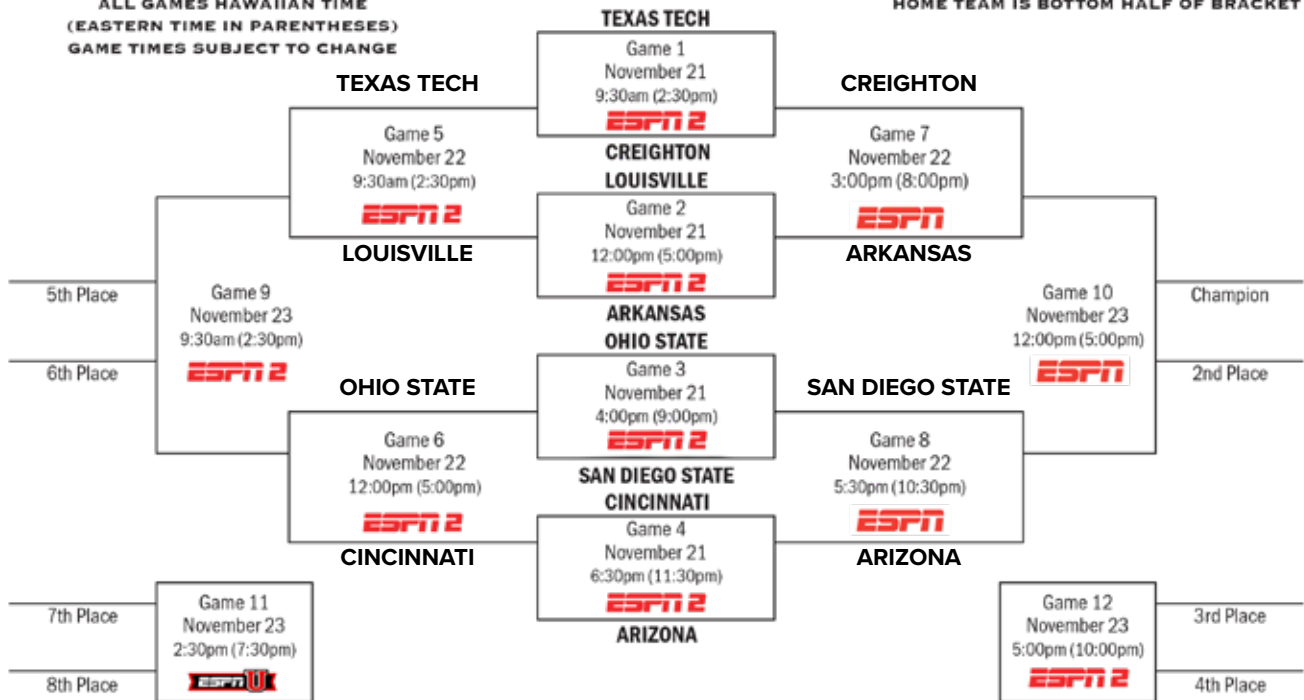 ALL GAMES HAWAIIAN TIME
(EASTERN TIME IN PARENTHESES)
GAME TIMES SUBJECT TO CHANGE
HOME TEAM IS BOTTOM HALF OF BRACKET
TEXAS TECH
Game 1
November 21
9:30am (2:30pm)
ESPN 2
CREIGHTON
LOUISVILLE
Game 2
November 21
12:00pm (5:00pm)
ESPN 2
ARKANSAS
OHIO STATE
Game 3
November 21
4:00pm (9:00pm)
ESPN 2
SAN DIEGO STATE
CINCINNATI
Game 4
November 21
6:30pm (11:30pm)
ESPN 2
ARIZONA
TEXAS TECH
Game 5
November 22
9:30am (2:30pm)
ESPN 2
LOUISVILLE
OHIO STATE
Game 6
November 22
12:00pm (5:00pm)
ESPN 2
CINCINNATI
CREIGHTON
Game 7
November 22
3:00pm (8:00pm)
ESPN
ARKANSAS
SAN DIEGO STATE
Game 8
November 22
5:30pm (10:30pm)
ESPN
ARIZONA
5th Place
6th Place
Game 9
November 23
9:30am (2:30pm)
ESPN 2
Game 10
November 23
12:00pm (5:00pm)
ESPN
Champion
2nd Place
7th Place
8th Place
Game 11
November 23
2:30pm (7:30pm)
ESPN U
Game 12
November 23
5:00pm (10:00pm)
ESPN 2
3rd Place
4th Place